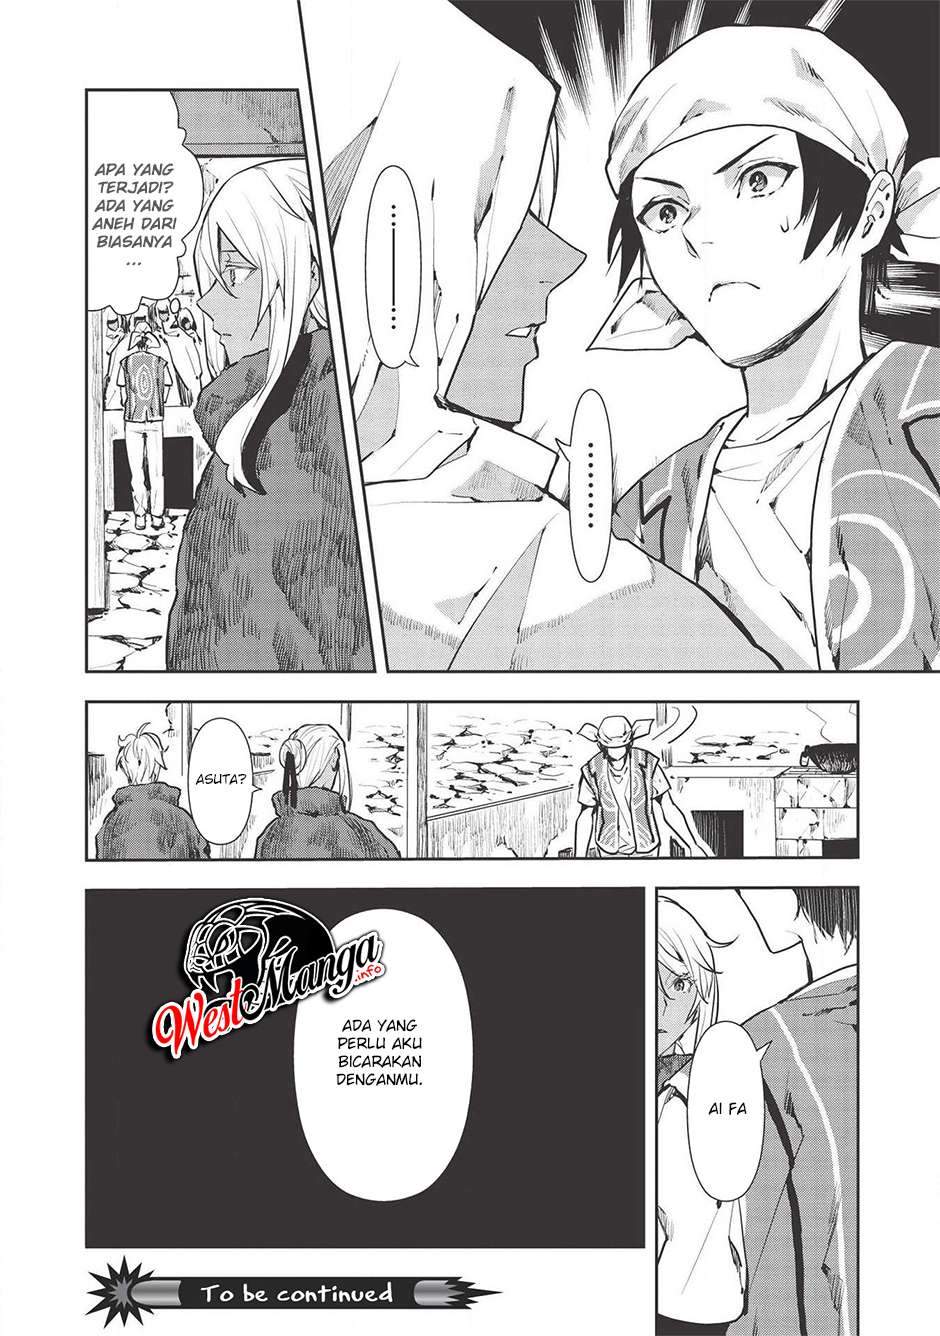 ...
...
APA YANG
TERJADI?
ADA YANG
ANEH DARI
BIASANYA
...
ASUTA?
AI FA
ADA YANG
PERLU AKU
BICARAKAN
DENGANMU.
WestManga
.info
To be continued